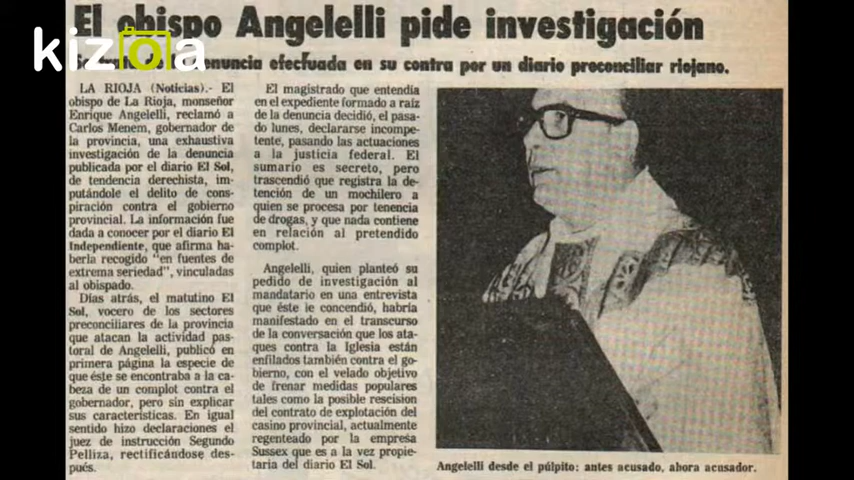 El obispo Angelelli pide investigación
kizoa
denuncia efectuada en su contra por un diario preconciliar riojano.
LA RIOJA (Noticias).- El
obispo de La Rioja, monseñor
Enrique Angelelli, reclamó a
Carlos Menem, gobernador de
la provincia, una exhaustiva
investigación de la denuncia
publicada por el diario El Sol,
de tendencia derechista, im-
putándole el delito de cons-
piración contra el gobierno
provincial. La información fue
dada a conocer por el diario El
Independiente, que afirma ha-
berla recogido "en fuentes de
extrema seriedad", vinculadas
al obispado.
Días atrás, el matutino El
Sol, vocero de los sectores
preconciliares de la provincia
que atacan la actividad pas-
toral de Angelelli, publicó en
primera página la especie de
que éste se encontraba a la ca-
beza de un complot contra el
gobernador, pero sin explicar
sus características. En igual
sentido hizo declaraciones el
juez de instrucción Segundo
Pelliza, rectificándose des-
pués.
El magistrado que entendía
en el expediente formado a raíz
de la denuncia decidió, el pasa-
do lunes, declararse incompe-
tente, pasando las actuaciones
a la justicia federal. El
sumario es secreto, pero
trascendió que registra la de-
tención de un mochilero a
quien se procesa por tenencia
de drogas, y que nada contiene
en relación al pretendido
complot.
Angelelli, quien planteó su
pedido de investigación al
mandatario en una entrevista
que éste le concendió, habría
manifestado en el transcurso
de la conversación que los ata-
ques contra la Iglesia están
enfilados también contra el go-
bierno, con el velado objetivo
de frenar medidas populares
tales como la posible rescision
del contrato de explotación del
casino provincial, actualmente
regenteado por la empresa
Sussex que es a la vez propie-
taria del diario El Sol.
Angelelli desde el púlpito: antes acusado, ahora acusador.